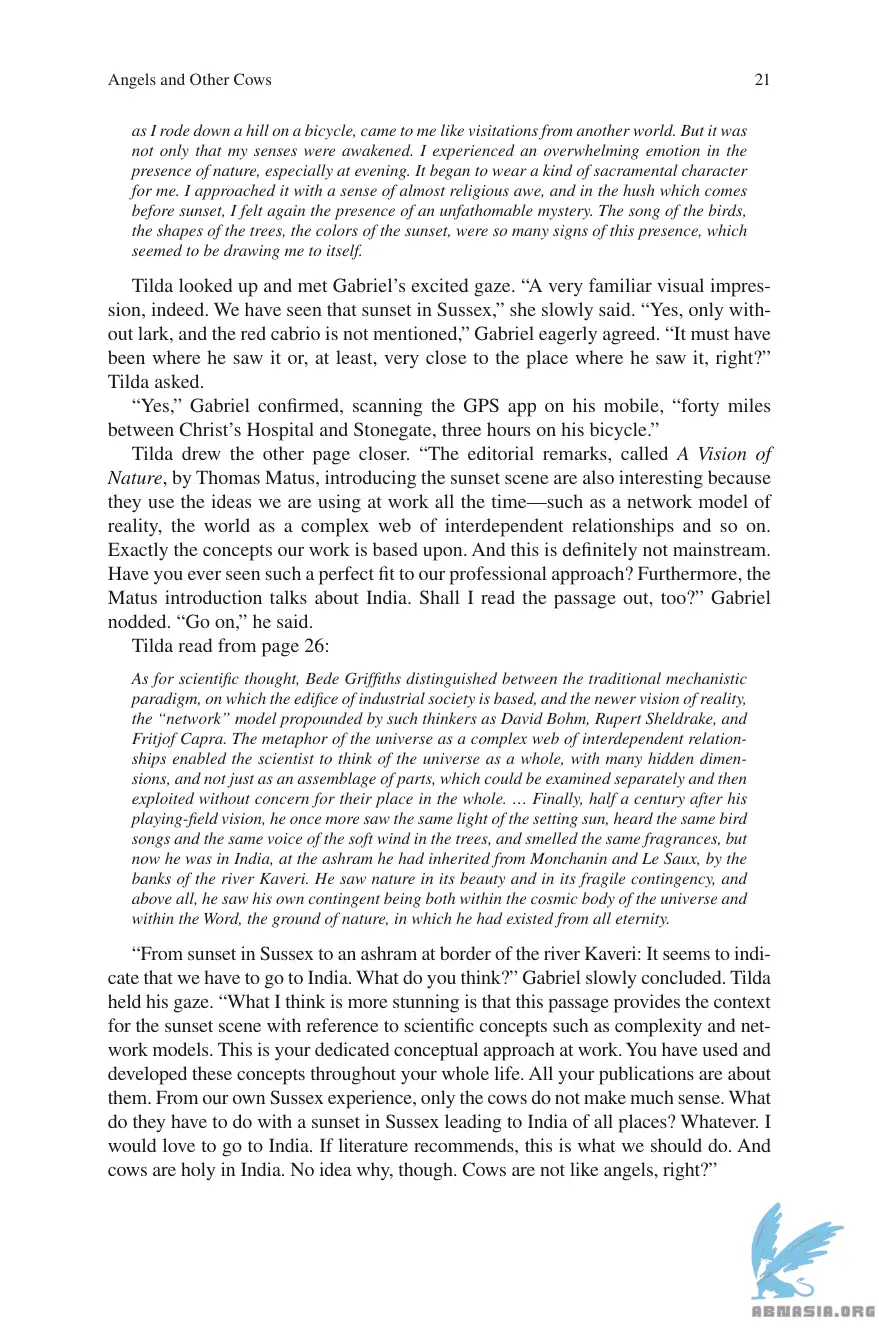 Angels and Other Cows 21
as I rode down a hill on a bicycle, came to me like visitations from another world. But it was
not only that my senses were awakened. I experienced an overwhelming emotion in the
presence of nature, especially at evening. It began to wear a kind of sacramental character
for me. I approached it with a sense of almost religious awe, and in the hush which comes
before sunset, I felt again the presence of an unfathomable mystery. The song of the birds,
the shapes of the trees, the colors of the sunset, were so many signs of this presence, which
seemed to be drawing me to itself.
Tilda looked up and met Gabriel’s excited gaze. “A very familiar visual impres-
sion, indeed. We have seen that sunset in Sussex,” she slowly said. “Yes, only with-
out lark, and the red cabrio is not mentioned,” Gabriel eagerly agreed. “It must have
been where he saw it or, at least, very close to the place where he saw it, right?”
Tilda asked.
“Yes,” Gabriel confirmed, scanning the GPS app on his mobile, “forty miles
between Christ’s Hospital and Stonegate, three hours on his bicycle.”
Tilda drew the other page closer. “The editorial remarks, called A Vision of
Nature, by Thomas Matus, introducing the sunset scene are also interesting because
they use the ideas we are using at work all the time—such as a network model of
reality, the world as a complex web of interdependent relationships and so on.
Exactly the concepts our work is based upon. And this is definitely not mainstream.
Have you ever seen such a perfect fit to our professional approach? Furthermore, the
Matus introduction talks about India. Shall I read the passage out, too?” Gabriel
nodded. “Go on,” he said.
Tilda read from page 26:
As for scientific thought, Bede Griffiths distinguished between the traditional mechanistic
paradigm, on which the edifice of industrial society is based, and the newer vision of reality,
the “network” model propounded by such thinkers as David Bohm, Rupert Sheldrake, and
Fritjof Capra. The metaphor of the universe as a complex web of interdependent relation-
ships enabled the scientist to think of the universe as a whole, with many hidden dimen-
sions, and not just as an assemblage of parts, which could be examined separately and then
exploited without concern for their place in the whole. … Finally, half a century after his
playing-field vision, he once more saw the same light of the setting sun, heard the same bird
songs and the same voice of the soft wind in the trees, and smelled the same fragrances, but
now he was in India, at the ashram he had inherited from Monchanin and Le Saux, by the
banks of the river Kaveri. He saw nature in its beauty and in its fragile contingency, and
above all, he saw his own contingent being both within the cosmic body of the universe and
within the Word, the ground of nature, in which he had existed from all eternity.
“From sunset in Sussex to an ashram at border of the river Kaveri: It seems to indi-
cate that we have to go to India. What do you think?” Gabriel slowly concluded. Tilda
held his gaze. “What I think is more stunning is that this passage provides the context
for the sunset scene with reference to scientific concepts such as complexity and net-
work models. This is your dedicated conceptual approach at work. You have used and
developed these concepts throughout your whole life. All your publications are about
them. From our own Sussex experience, only the cows do not make much sense. What
do they have to do with a sunset in Sussex leading to India of all places? Whatever. I
would love to go to India. If literature recommends, this is what we should do. And
cows are holy in India. No idea why, though. Cows are not like angels, right?”
ABNASIA.ORG